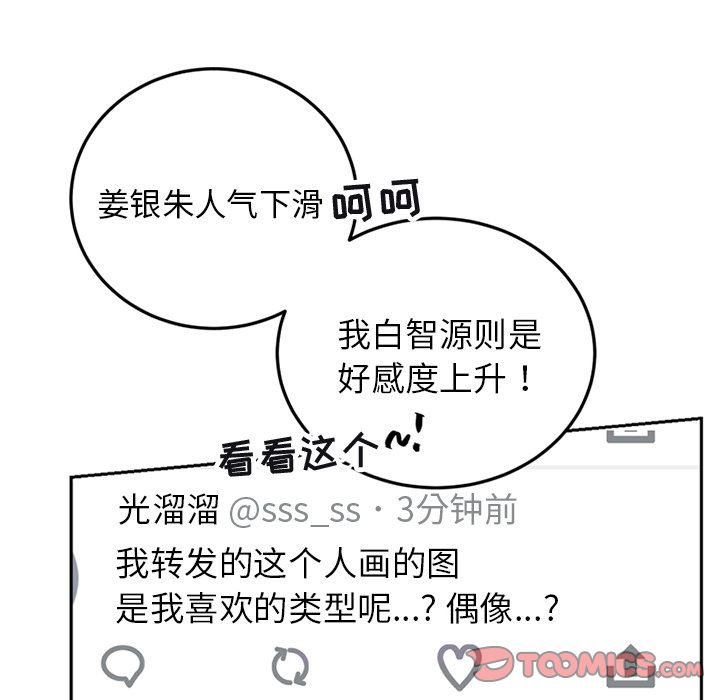 姜银朱人气下滑
呵呵
我白智源则是
好感度上升！
看看这个~!
光溜溜 @sss_ss · 3分钟前
我转发的这个人画的图
是我喜欢的类型呢...? 偶像...?
TOOMICS.COM